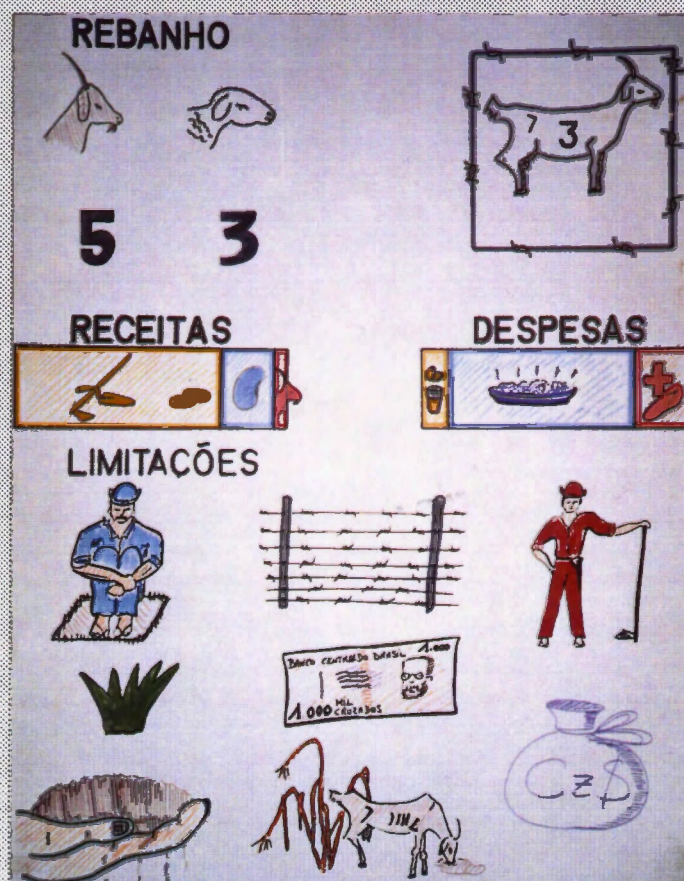 REBANHO
3
5 3
RECEITAS
DESPESAS
LIMITAÇÕES
BANCO CENTRAL DO BRASIL 1.000
1.000 MIL
CRUZADOS
CZ$